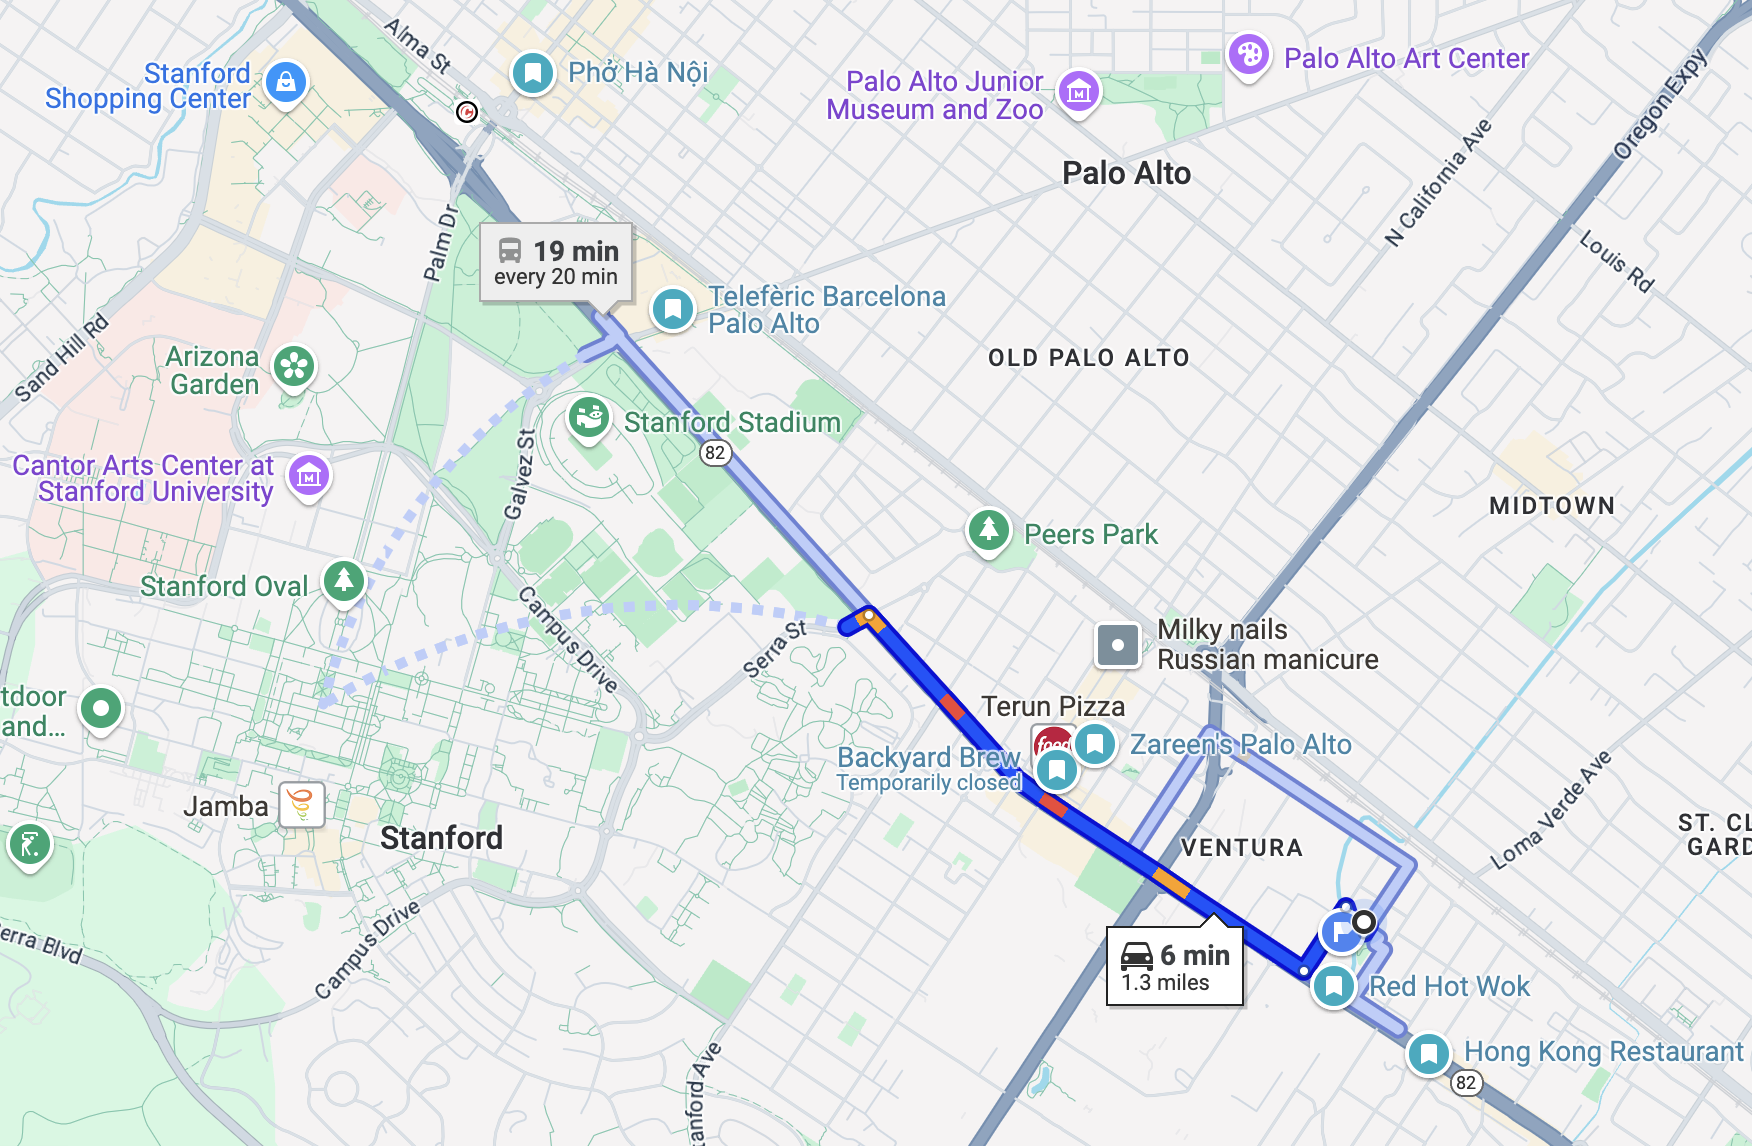 Alma St
Phở Hà Nội
Stanford
Shopping Center
Palo Alto Junior
Museum and Zoo
Palo Alto Art Center
Oregon Expy
N California Ave
Palo Alto
Palm Dr
19 min
every 20 min
Louis Rd
Telefèric Barcelona
Palo Alto
Sand Hill Rd
Arizona
Garden
OLD PALO ALTO
Stanford Stadium
82
Galvez St
Cantor Arts Center at
Stanford University
MIDTOWN
Peers Park
Stanford Oval
Campus Drive
Serra St
Milky nails
Russian manicure
tdoor
and...
Terun Pizza
food
Zareen's Palo Alto
Backyard Brew
Temporarily closed
Jamba
Stanford
VENTURA
Loma Verde Ave
ST. CL
GARD
Campus Drive
erra Blvd
6 min
1.3 miles
Red Hot Wok
Hong Kong Restaurant
82
anford Ave